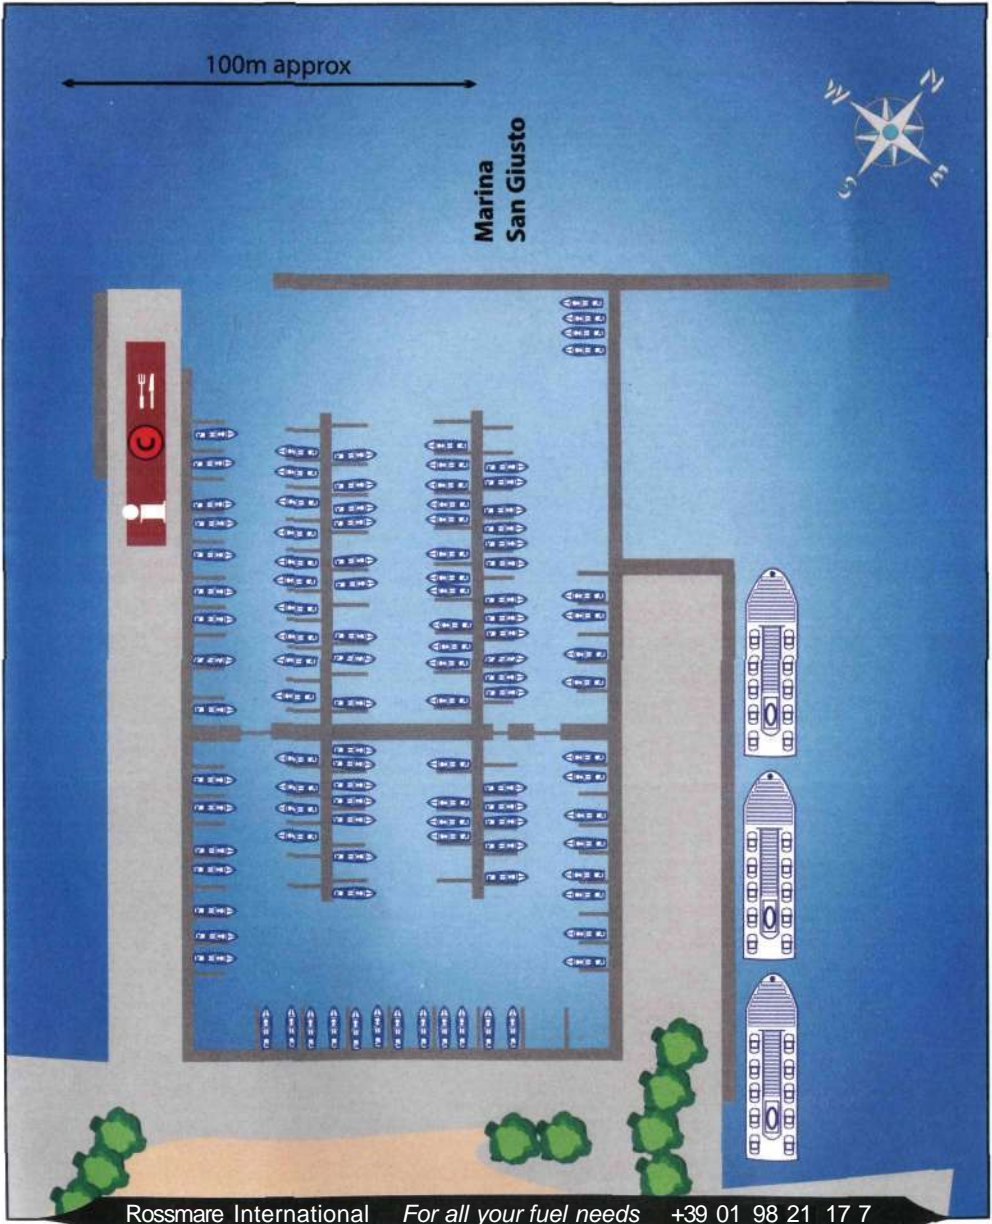 100m approx
Marina
San Giusto
W
N
S
E
C
i
Rossmare International For all your fuel needs +39 01 98 21 17 7